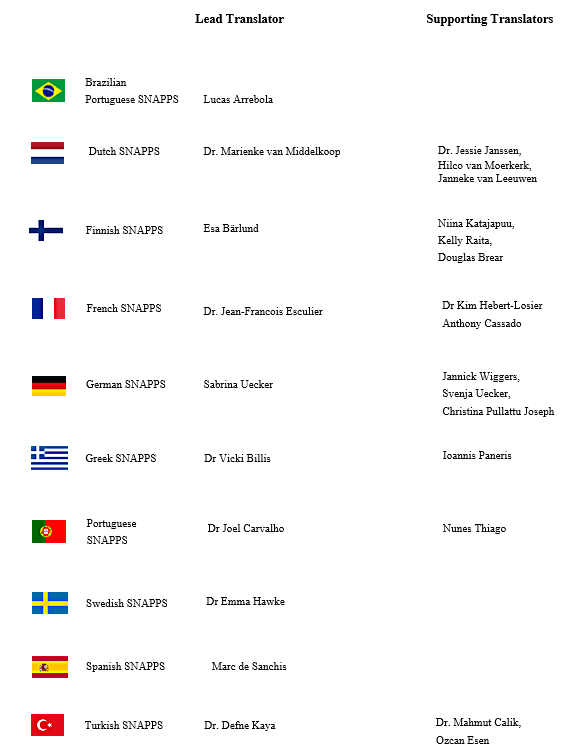 Lead Translator Supporting Translators
Brazilian
Portuguese SNAPPS Lucas Arrebola
Dutch SNAPPS Dr. Marienke van Middelkoop Dr. Jessie Janssen,
Hilco van Moerkerk,
Janneke van Leeuwen
Finnish SNAPPS Esa Bärlund Niina Katajapuu,
Kelly Raita,
Douglas Brear
French SNAPPS Dr. Jean-Francois Esculier Dr Kim Hebert-Losier
Anthony Cassado
German SNAPPS Sabrina Uecker Jannick Wiggers,
Svenja Uecker,
Christina Pullattu Joseph
Greek SNAPPS Dr Vicki Billis Ioannis Paneris
Portuguese
SNAPPS Dr Joel Carvalho Nunes Thiago
Swedish SNAPPS Dr Emma Hawke
Spanish SNAPPS Marc de Sanchis
Turkish SNAPPS Dr. Defne Kaya Dr. Mahmut Calik,
Ozcan Esen